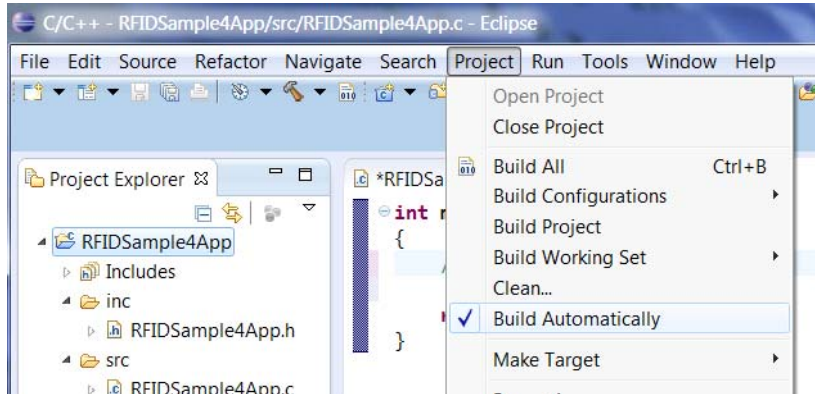 C/C++ - RFIDSample4App/src/RFIDSample4App.c - Eclipse
File Edit Source Refactor Navigate Search Project Run Tools Window Help
Open Project
Close Project
Build All Ctrl+B
Build Configurations
Build Project
Build Working Set
Clean...
Build Automatically
Make Target
Project Explorer
RFIDSample4App
Includes
inc
RFIDSample4App.h
src
RFIDSample4App.c
*RFIDSa
int
{
}